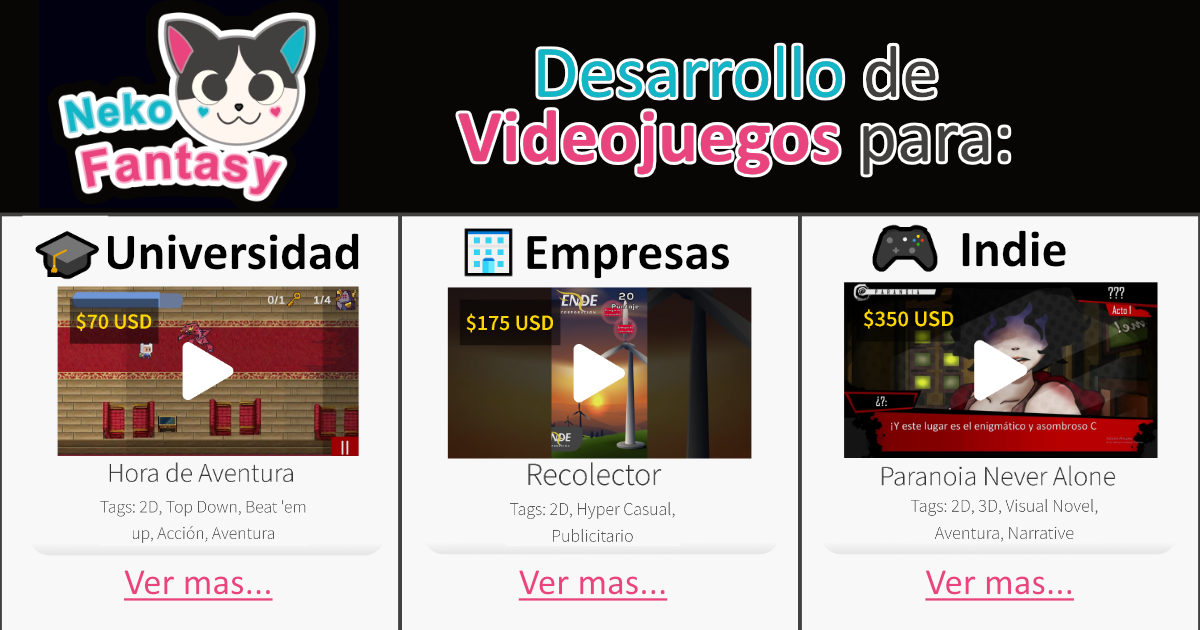 Neko
Fantasy
Desarrollo de
Videojuegos para:
Universidad
0/1 1/4
$70 USD
Hora de Aventura
Tags: 2D, Top Down, Beat 'em
up, Acción, Aventura
Ver mas...
Empresas
ENDE
CORPORACIÓN
20
Puntaje
$175 USD
NDE
Recolector
Tags: 2D, Hyper Casual,
Publicitario
Ver mas...
Indie
PARANOIA
???
Acto I
$350 USD
¿?:
¡Y este lugar es el enigmático y asombroso C
Paranoia Never Alone
Tags: 2D, 3D, Visual Novel,
Aventura, Narrative
Ver mas...